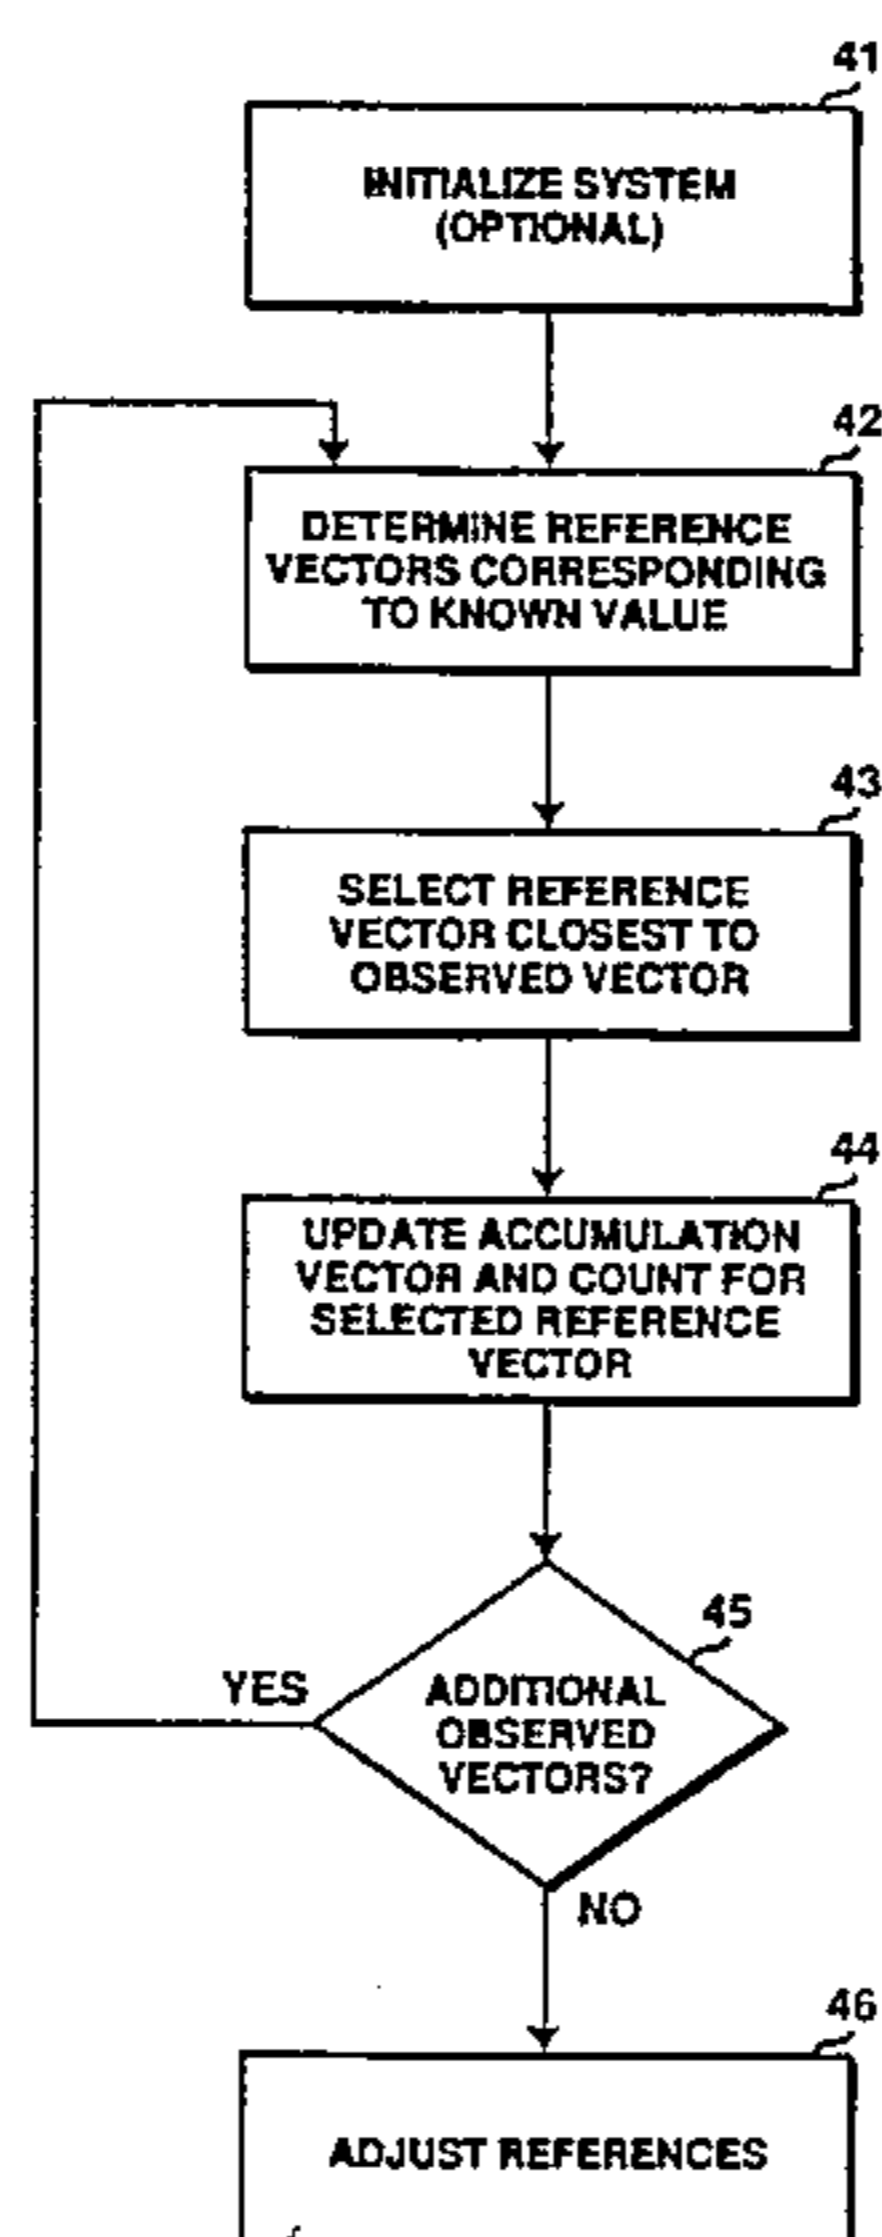 41
INITIALIZE SYSTEM
(OPTIONAL)
42
DETERMINE REFERENCE
VECTORS CORRESPONDING
TO KNOWN VALUE
43
SELECT REFERENCE
VECTOR CLOSEST TO
OBSERVED VECTOR
44
UPDATE ACCUMULATION
VECTOR AND COUNT FOR
SELECTED REFERENCE
VECTOR
45
YES
ADDITIONAL
OBSERVED
VECTORS?
NO
46
ADJUST REFERENCES